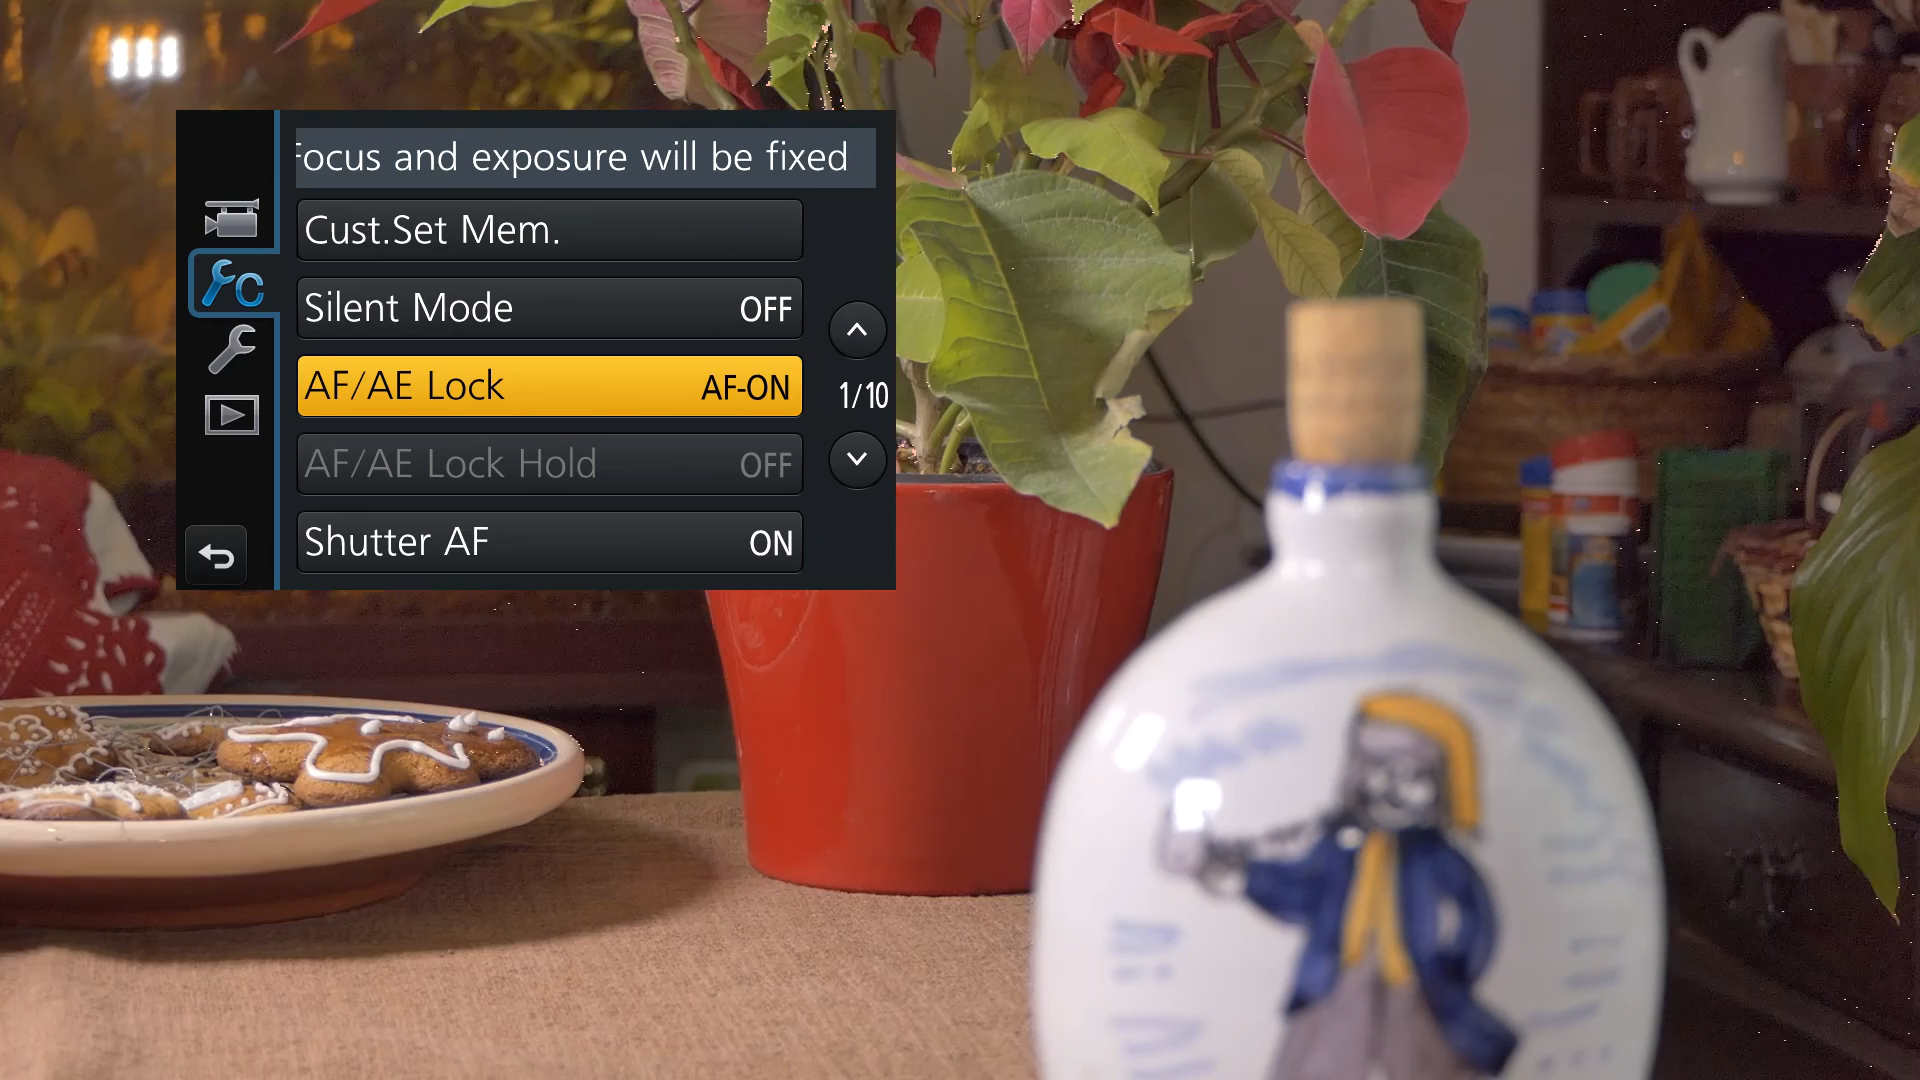 Focus and exposure will be fixed
Cust.Set Mem.
Silent Mode OFF
AF/AE Lock AF-ON
1/10
AF/AE Lock Hold OFF
Shutter AF ON
C